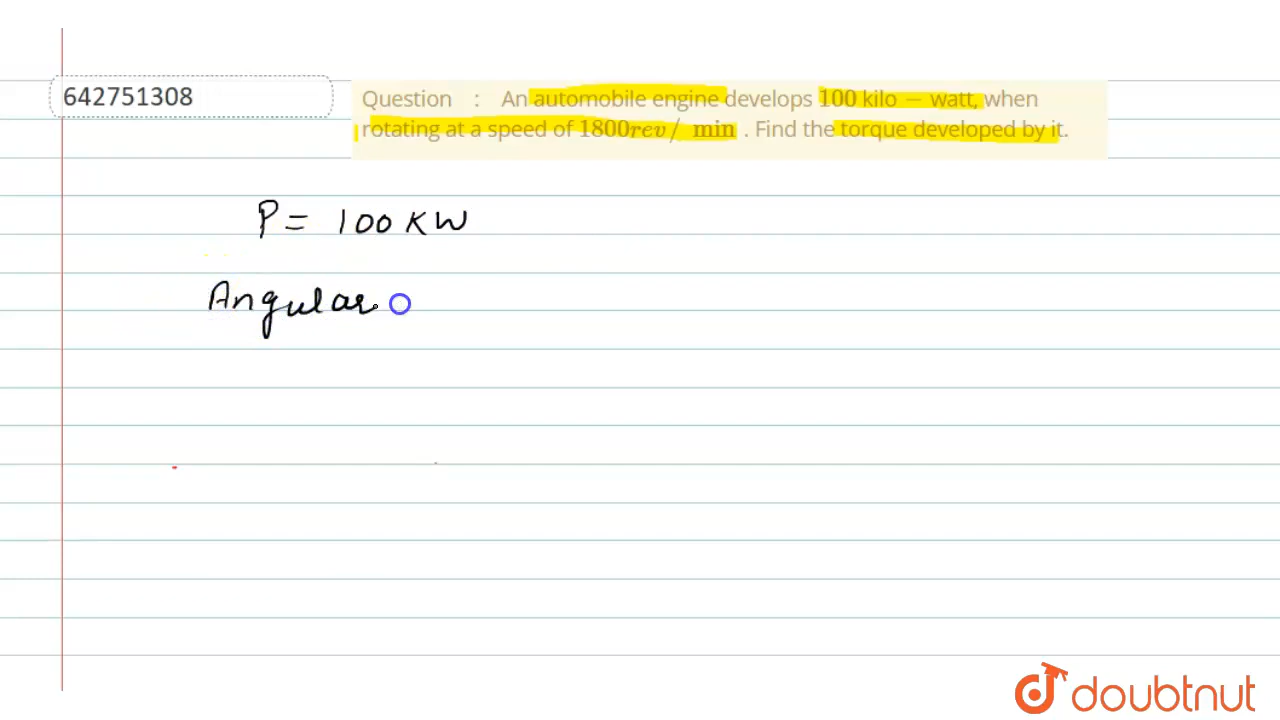 642751308
Question : An automobile engine develops 100 kilo − watt, when
rotating at a speed of 1800rev/ min . Find the torque developed by it.
P = 100 KW
Angular
doubtnut